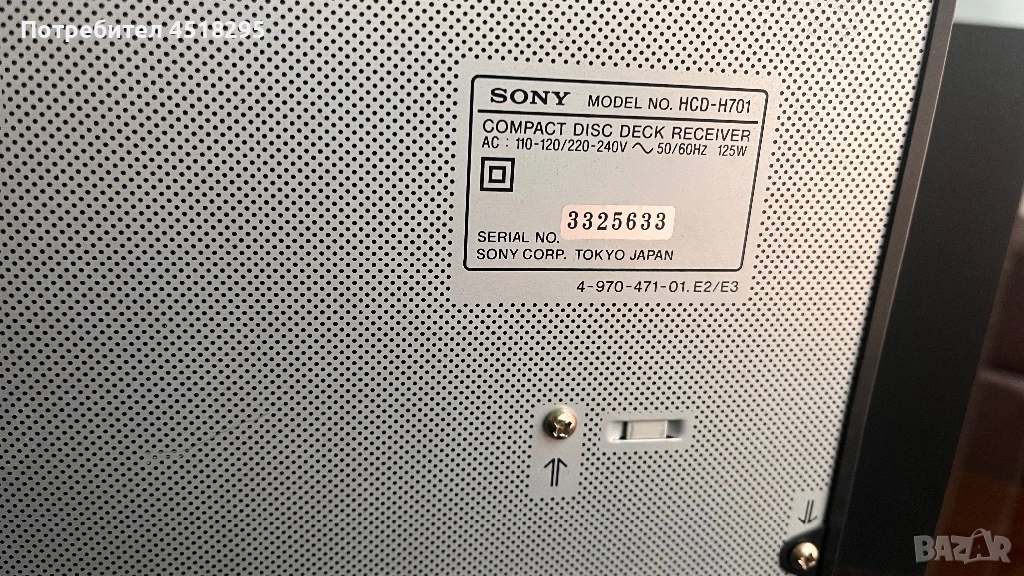 Потребител 4518295
SONY MODEL NO. HCD-H701
COMPACT DISC DECK RECEIVER
AC : 110-120/220-240V ~ 50/60HZ 125W
3325633
SERIAL NO.
SONY CORP. TOKYO JAPAN
4-970-471-01. E2/E3
BAZAR